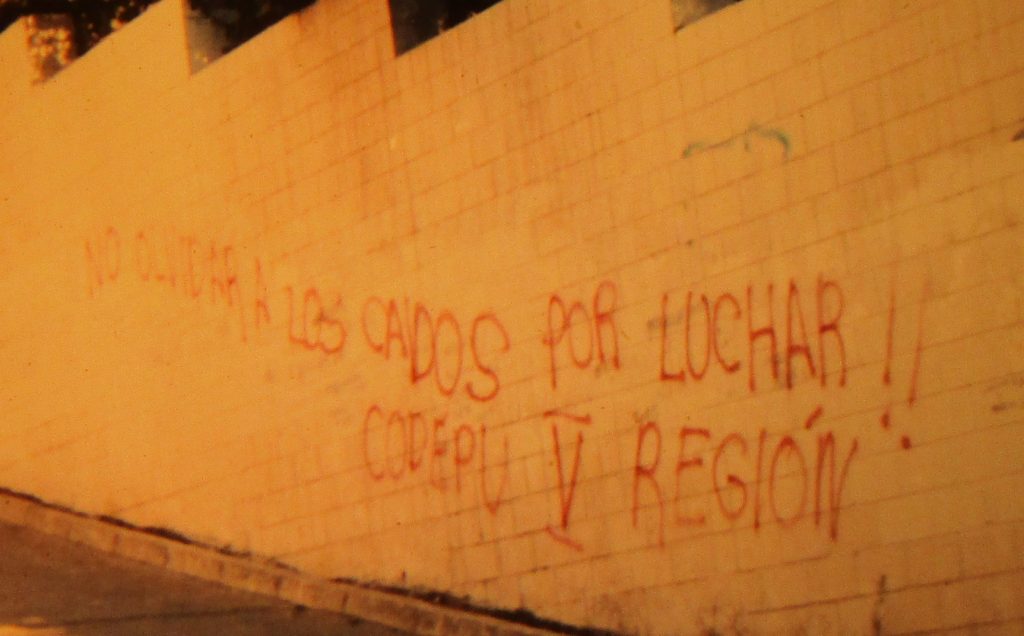 NO OLVIDAR A LOS CAIDOS POR LUCHAR!!
CODEPU V REGIÓN